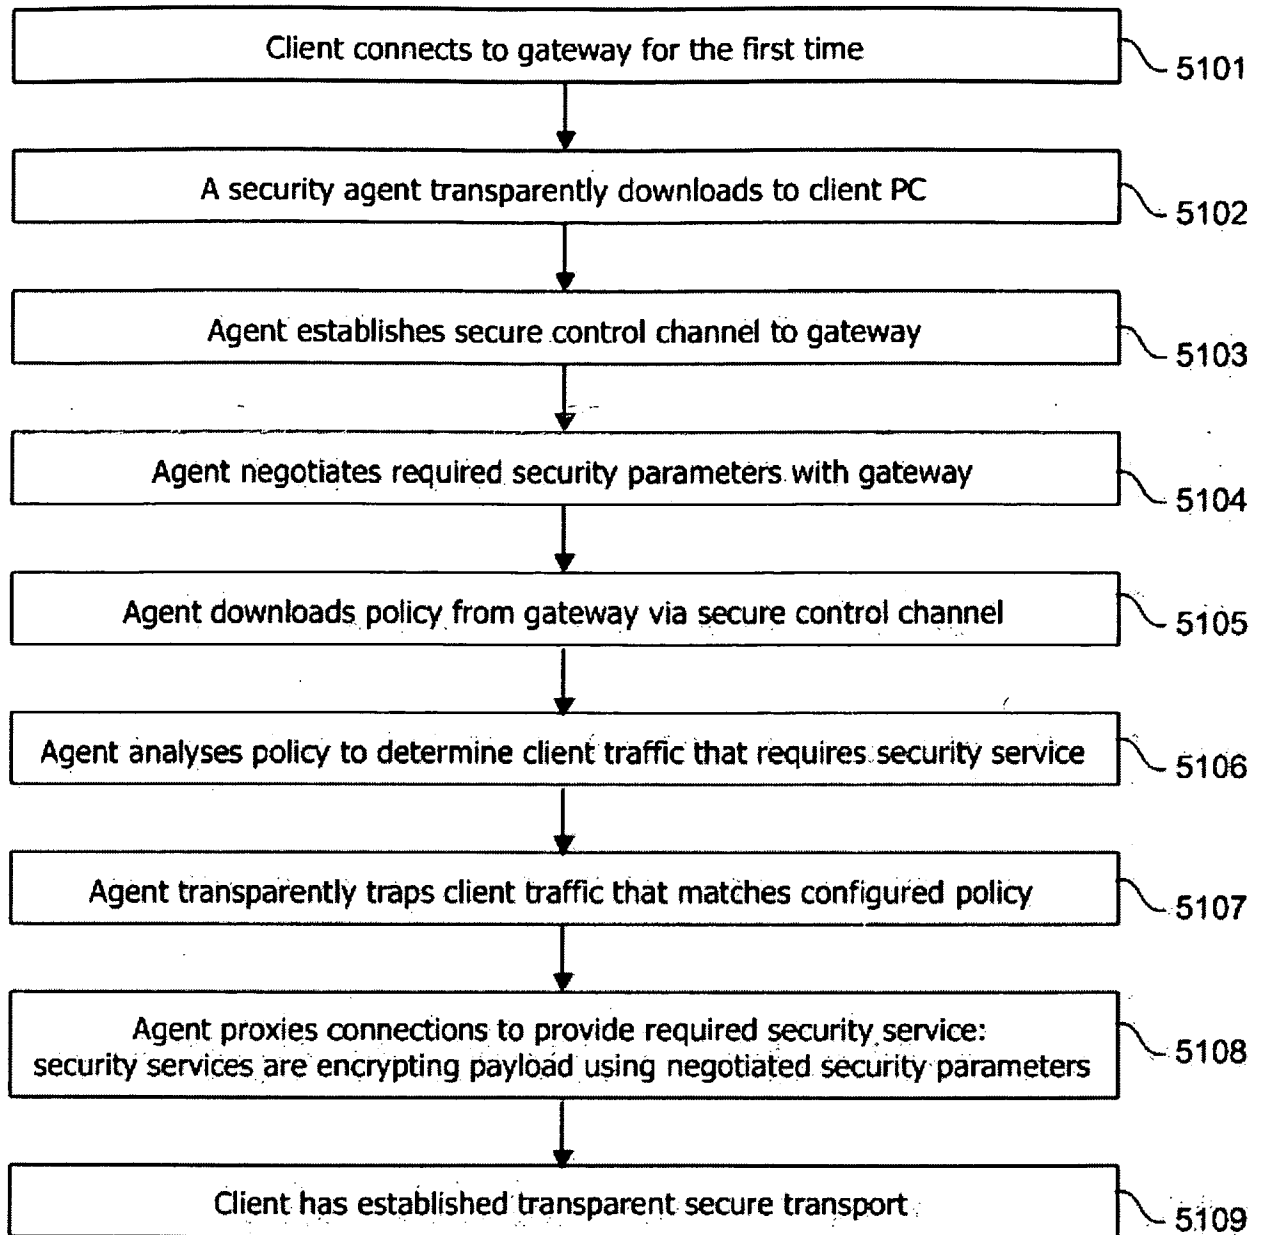 Client connects to gateway for the first time
5101
A security agent transparently downloads to client PC
5102
Agent establishes secure control channel to gateway
5103
Agent negotiates required security parameters with gateway
5104
Agent downloads policy from gateway via secure control channel
5105
Agent analyses policy to determine client traffic that requires security service
5106
Agent transparently traps client traffic that matches configured policy
5107
Agent proxies connections to provide required security service:
security services are encrypting payload using negotiated security parameters
5108
Client has established transparent secure transport
5109